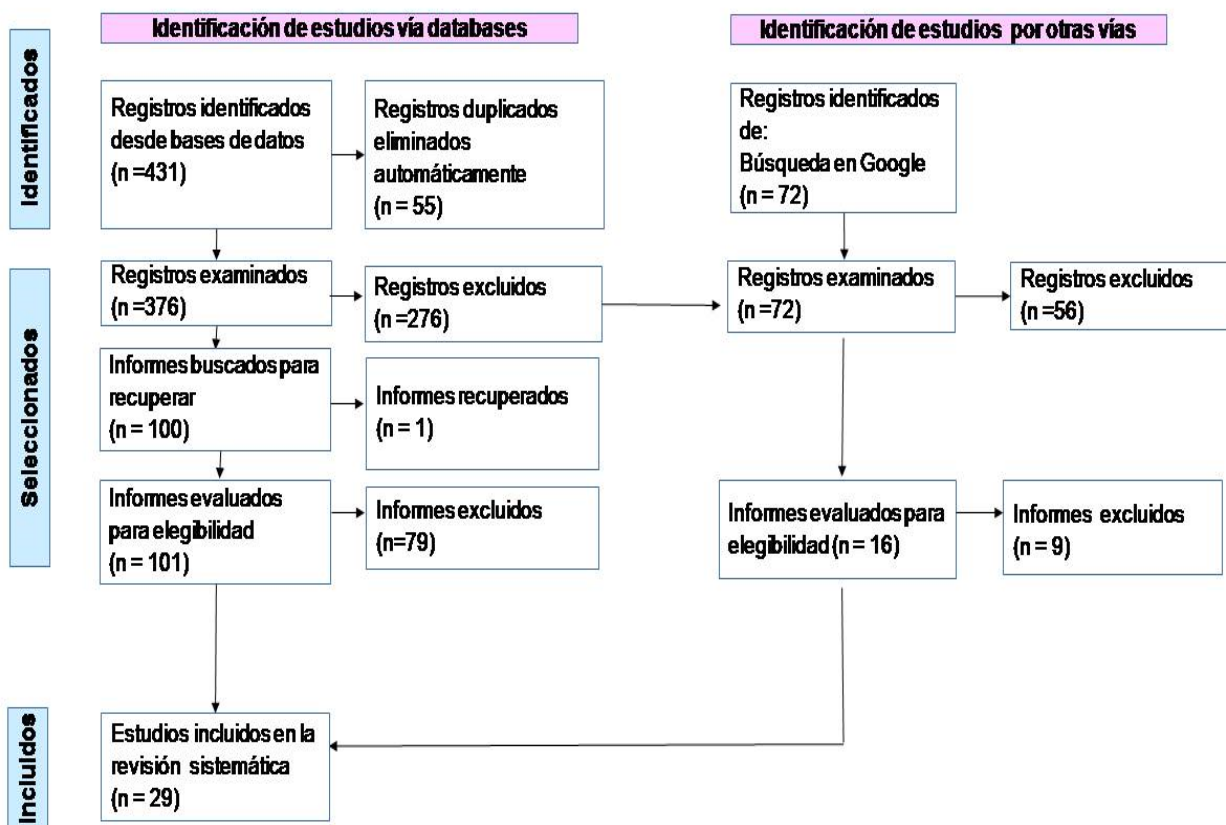 Identificación de estudios vía databases
Identificación de estudios por otras vías
Identificados
Registros identificados
desde bases de datos
(n =431)
Registros duplicados
eliminados
automáticamente
(n = 55)
Registros identificados
de:
Búsqueda en Google
(n = 72)
Seleccionados
Registros examinados
(n =376)
Registros excluidos
(n =276)
Registros examinados
(n =72)
Registros excluidos
(n =56)
Informes buscados para
recuperar
(n = 100)
Informes recuperados
(n = 1)
Informes evaluados
para elegibilidad
(n = 101)
Informes excluidos
(n=79)
Informes evaluados para
elegibilidad (n = 16)
Informes excluidos
(n = 9)
Incluidos
Estudios incluidos en la
revisión sistemática
(n = 29)